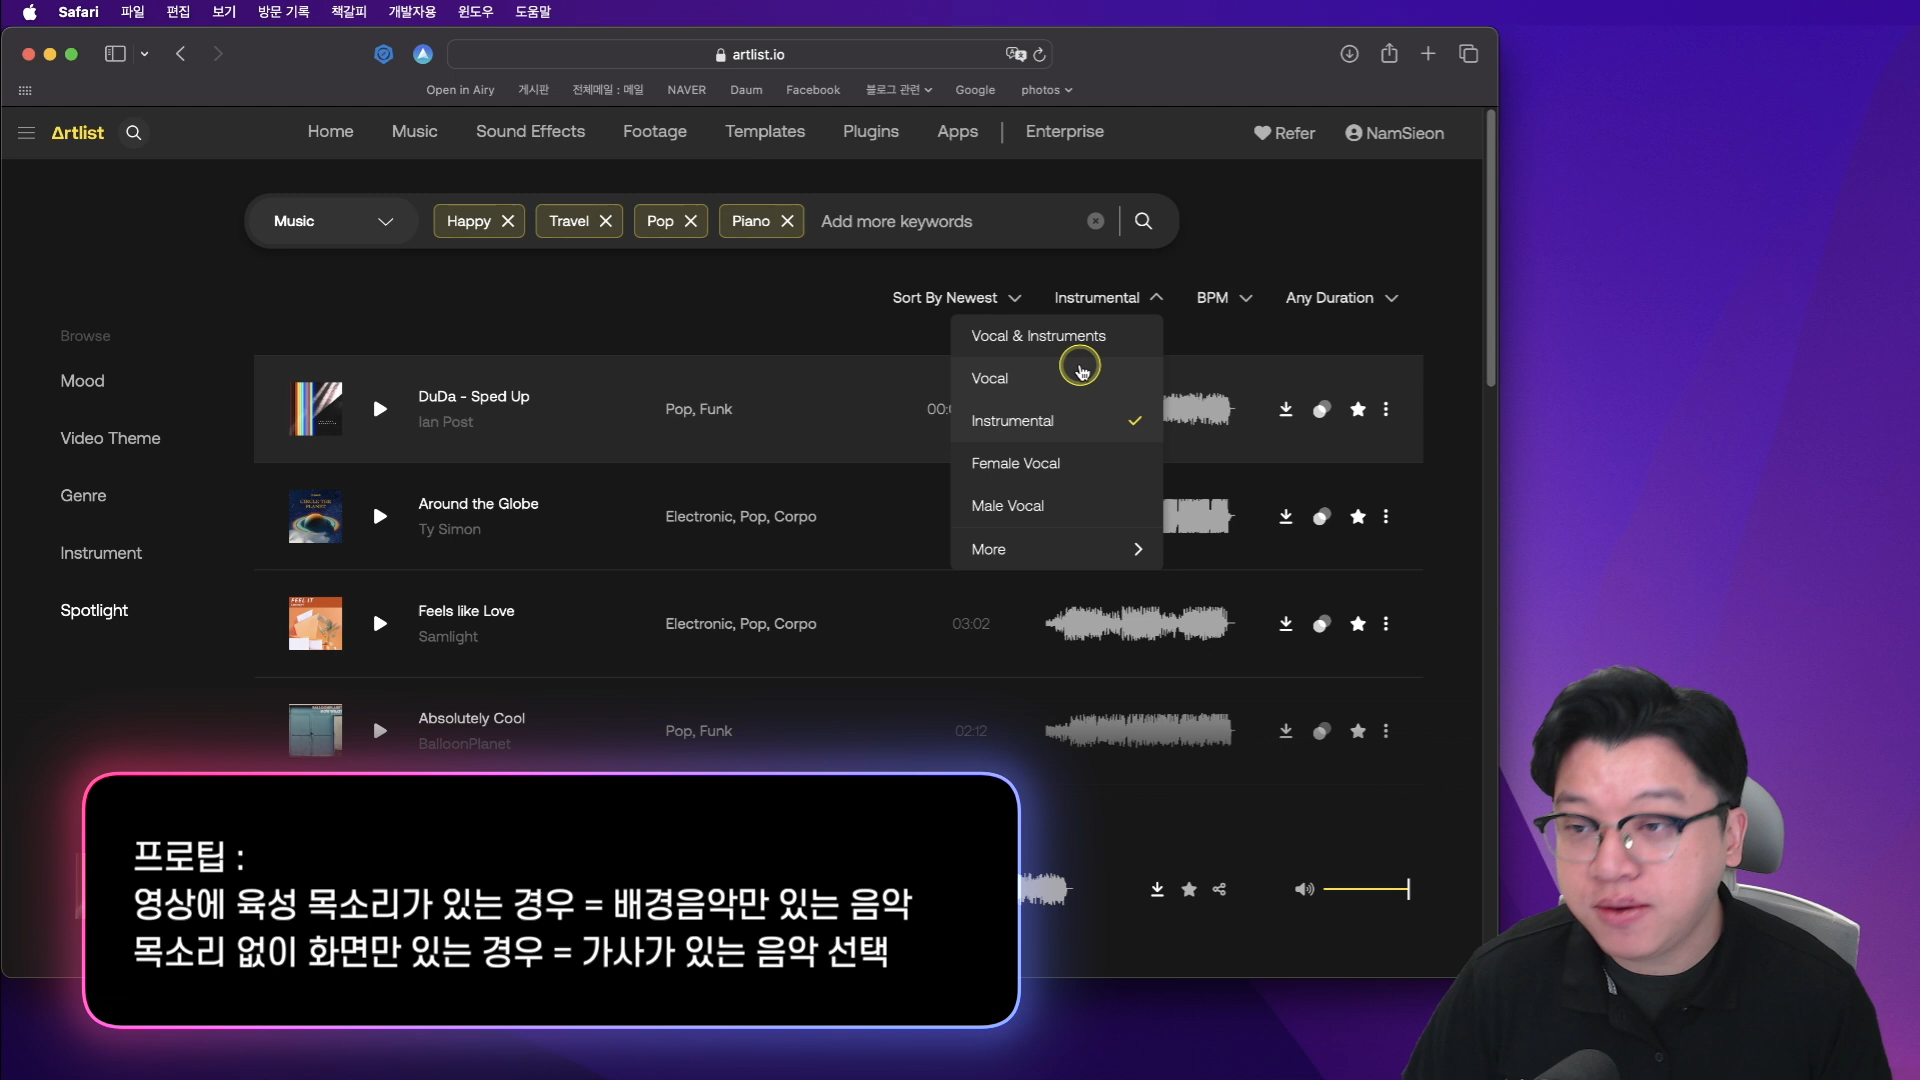 Safari 파일 편집 보기 방문 기록 책갈피 개발자용 윈도우 도움말
artlist.io
Open in Airy 게시판 전체메일 : 메일 NAVER Daum Facebook 블로그 관련 Google photos
Artlist Home Music Sound Effects Footage Templates Plugins Apps | Enterprise Refer NamSieon
Music Happy Travel Pop Piano Add more keywords
Sort By Newest Instrumental BPM Any Duration
Browse
Mood
Video Theme
Genre
Instrument
Spotlight
Vocal & Instruments
Vocal
Instrumental
Female Vocal
Male Vocal
More
DuDa - Sped Up
Ian Post
Pop, Funk
Around the Globe
Ty Simon
Electronic, Pop, Corpo
Feels like Love
Samlight
Electronic, Pop, Corpo
03:02
Absolutely Cool
BalloonPlanet
Pop, Funk
02:12
프로팁 :
영상에 육성 목소리가 있는 경우 = 배경음악만 있는 음악
목소리 없이 화면만 있는 경우 = 가사가 있는 음악 선택